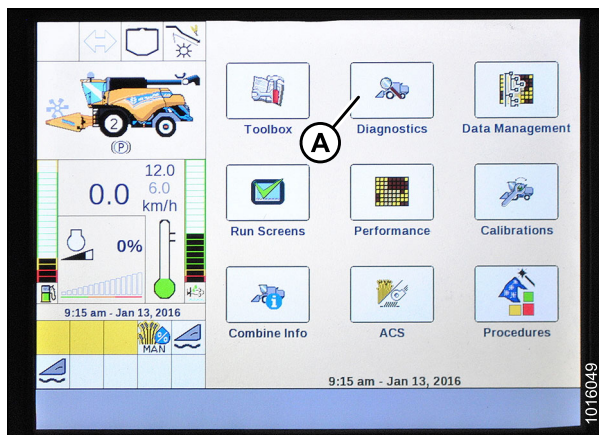 Toolbox
Diagnostics
Data Management
A
2
(P)
12.0
0.0
6.0
km/h
0%
Run Screens
Performance
Calibrations
9:15 am - Jan 13, 2016
MAN
Combine Info
ACS
Procedures
9:15 am - Jan 13, 2016
1016049